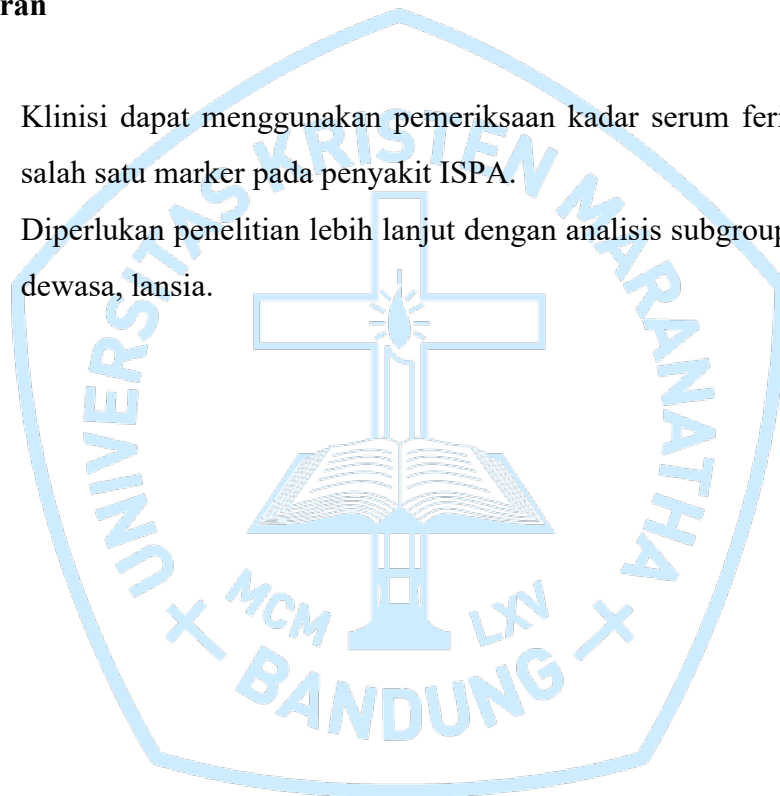 ran
Klinisi dapat menggunakan pemeriksaan kadar serum feri
salah satu marker pada penyakit ISPA.
Diperlukan penelitian lebih lanjut dengan analisis subgroup
dewasa, lansia.
UNIVERSITAS KRISTEN MARANATHA
MCM LXV
BANDUNG